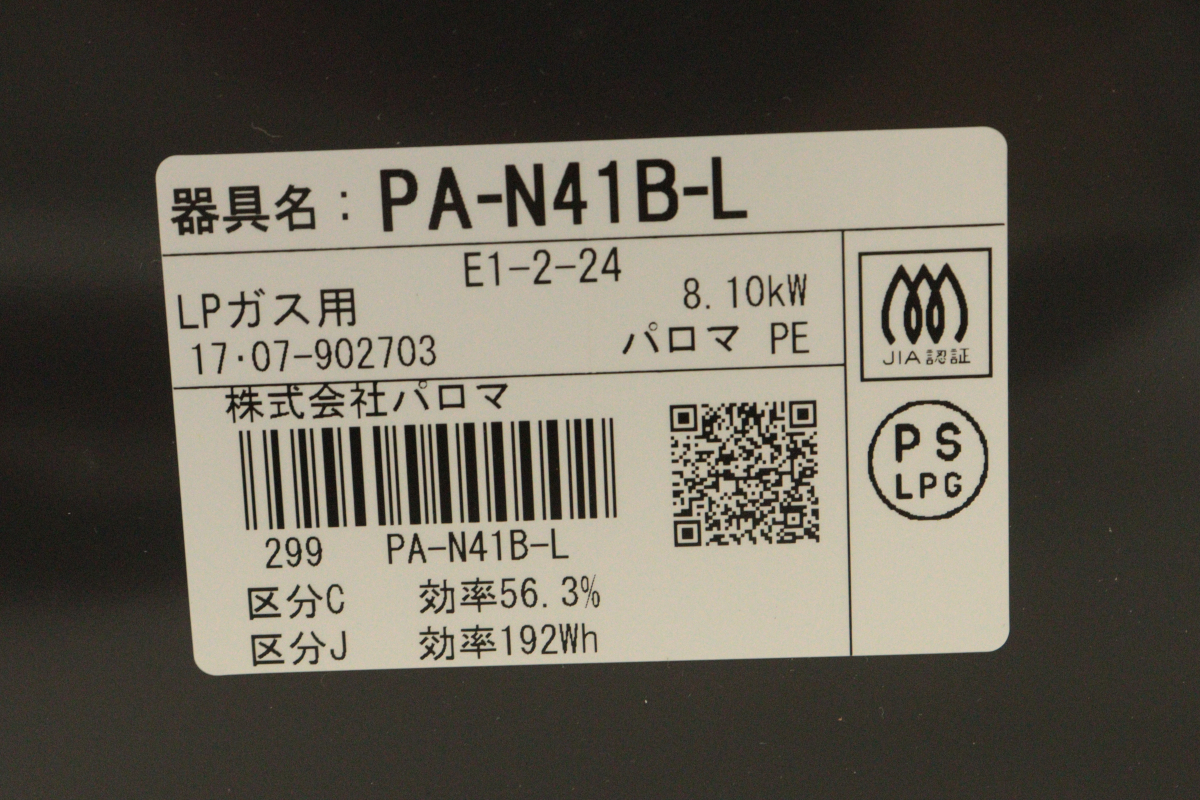 器具名：PA-N41B-L
E1-2-24
LPガス用 8.10kW
17・07-902703 パロマ PE
JIA認証
株式会社パロマ
PS
LPG
299 PA-N41B-L
区分C 効率56.3%
区分J 効率192Wh